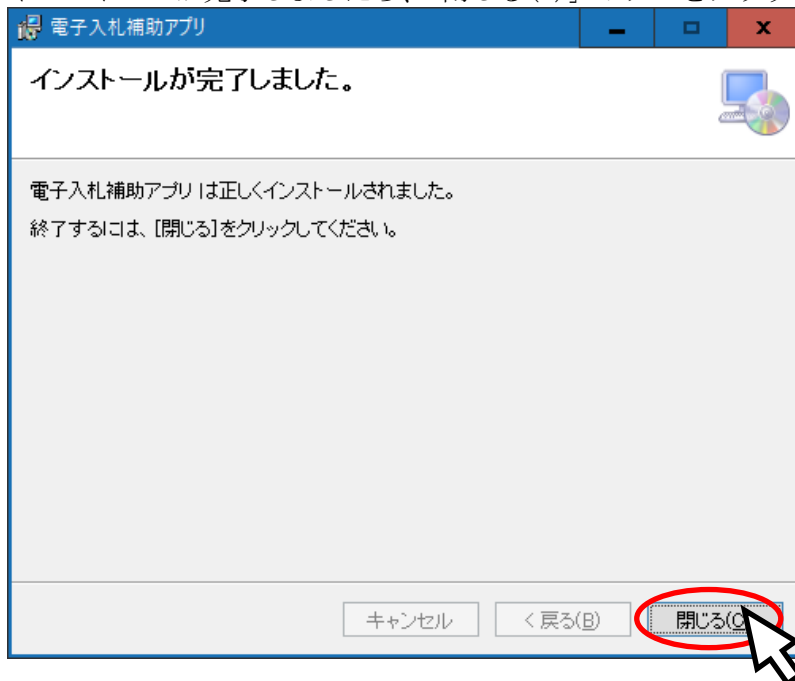 電子入札補助アプリ
インストールが完了しました。
電子入札補助アプリ は正しくインストールされました。
終了するには、[閉じる]をクリックしてください。
キャンセル
< 戻る(B)
閉じる(